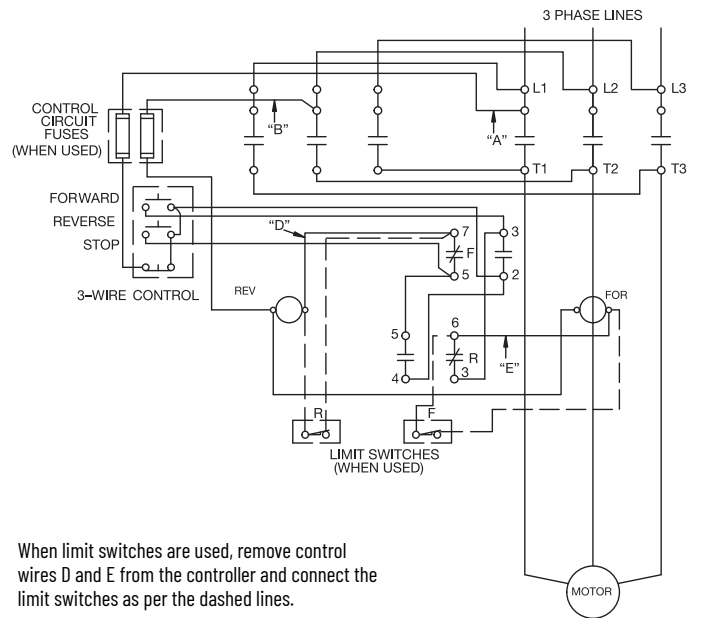 3 PHASE LINES
L1
L2
L3
CONTROL
CIRCUIT
FUSES
(WHEN USED)
"B"
"A"
T1
T2
T3
FORWARD
REVERSE
STOP
3–WIRE CONTROL
"D"
7
3
F
5
2
REV
FOR
5
6
R
4
3
"E"
R
F
LIMIT SWITCHES
(WHEN USED)
When limit switches are used, remove control
wires D and E from the controller and connect the
limit switches as per the dashed lines.
MOTOR